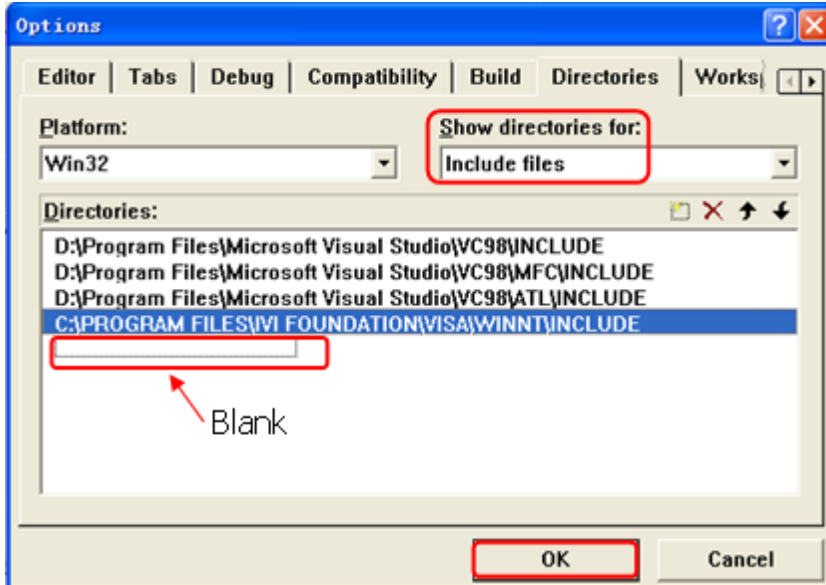 Options
Editor Tabs Debug Compatibility Build Directories
Platform: Show directories for:
Win32 Include files
Directories:
D:\Program Files\Microsoft Visual Studio\VC98\INCLUDE
D:\Program Files\Microsoft Visual Studio\VC98\MFC\INCLUDE
D:\Program Files\Microsoft Visual Studio\VC98\ATL\INCLUDE
C:\PROGRAM FILES\IVI FOUNDATION\VISA\WINNT\INCLUDE
Blank
OK Cancel